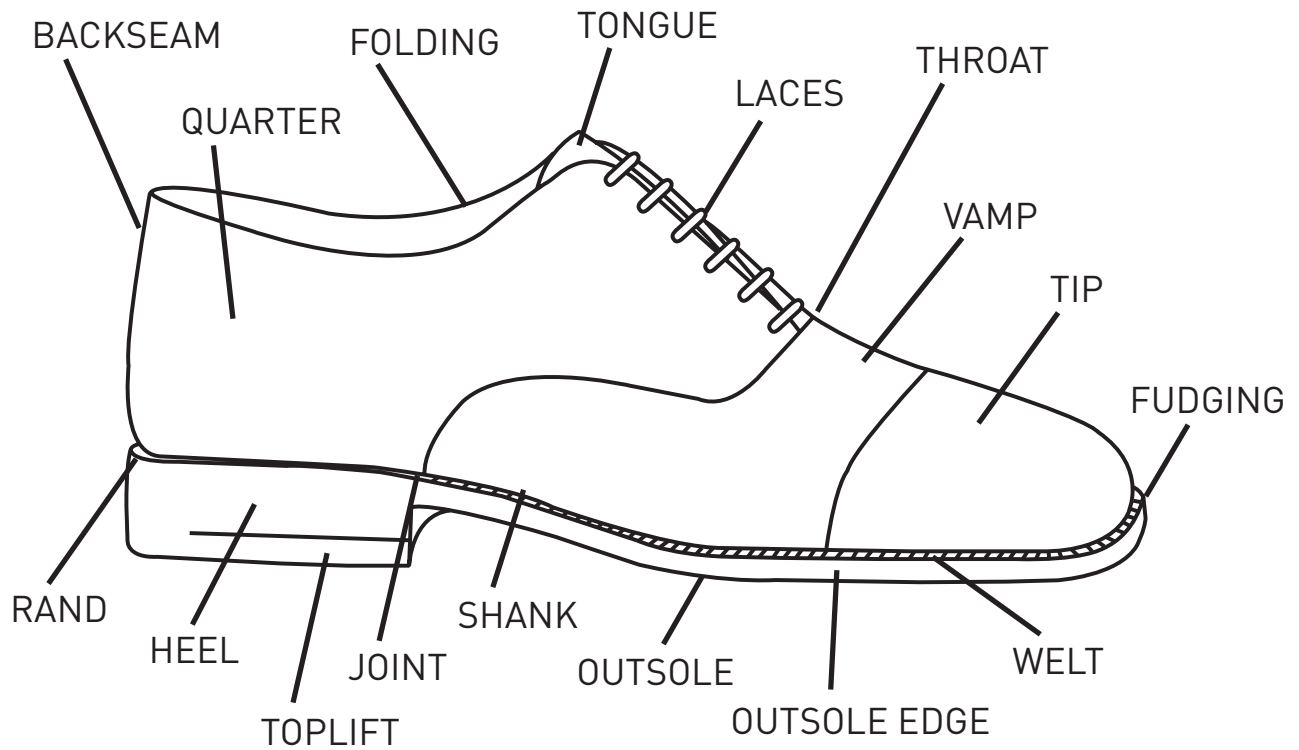 BACKSEAM
FOLDING
TONGUE
THROAT
LACES
QUARTER
VAMP
TIP
FUDGING
RAND
HEEL
JOINT
SHANK
OUTSOLE
WELT
TOPLIFT
OUTSOLE EDGE